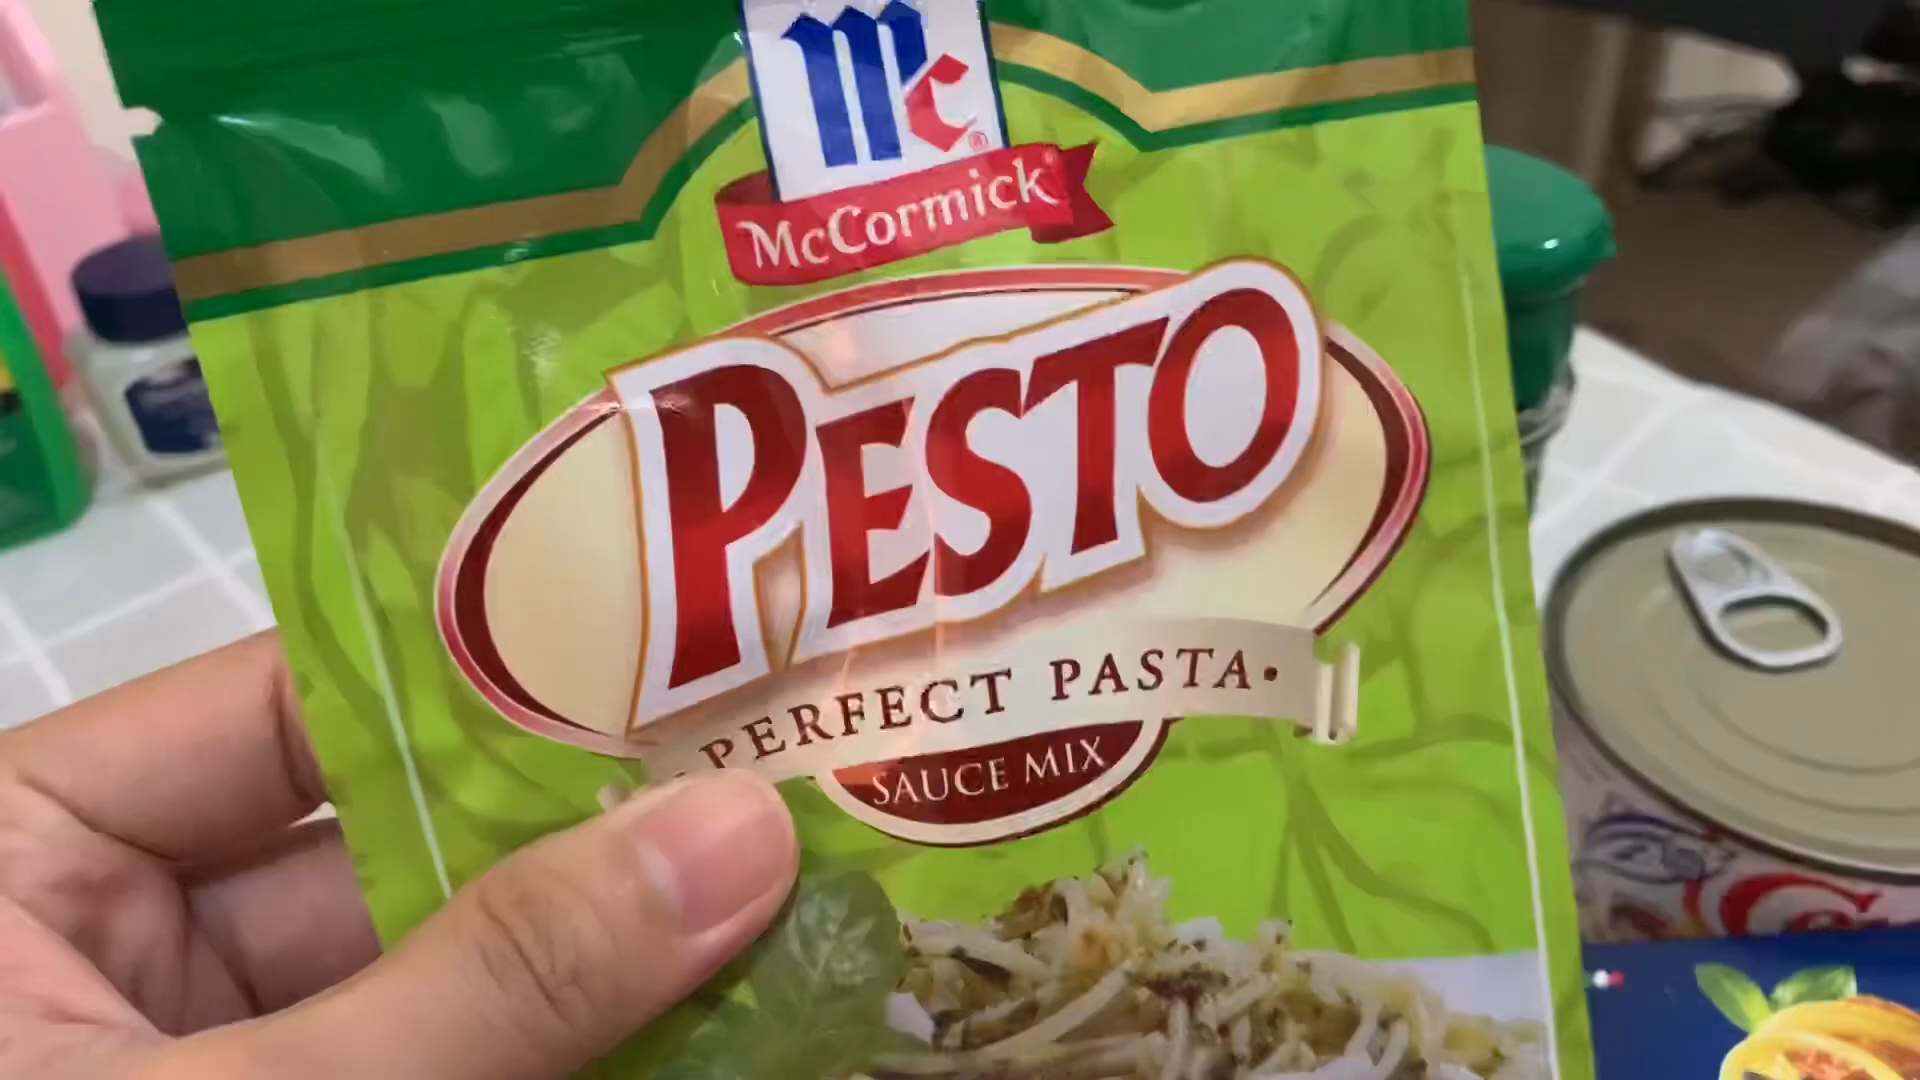 Mc
McCormick
PESTO
PERFECT PASTA
SAUCE MIX